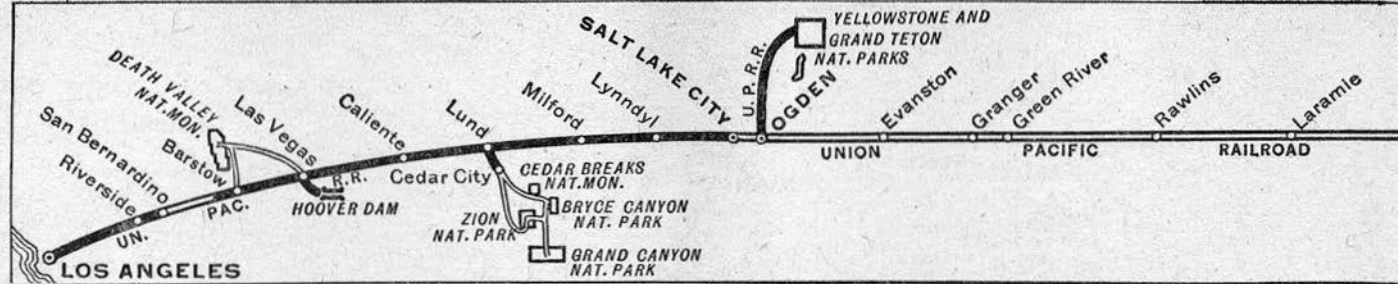 LOS ANGELES
Riverside
San Bernardino
Barstow
UN.
PAC.
R.R.
DEATH VALLEY
NAT. MON.
Las Vegas
HOOVER DAM
Caliente
Lund
Cedar City
CEDAR BREAKS
NAT. MON.
BRYCE CANYON
NAT. PARK
ZION
NAT. PARK
GRAND CANYON
NAT. PARK
Milford
Lynndyl
SALT LAKE CITY
OGDEN
U. P. R. R.
YELLOWSTONE AND
GRAND TETON
NAT. PARKS
Evanston
Granger
Green River
Rawlins
Laramie
UNION PACIFIC RAILROAD